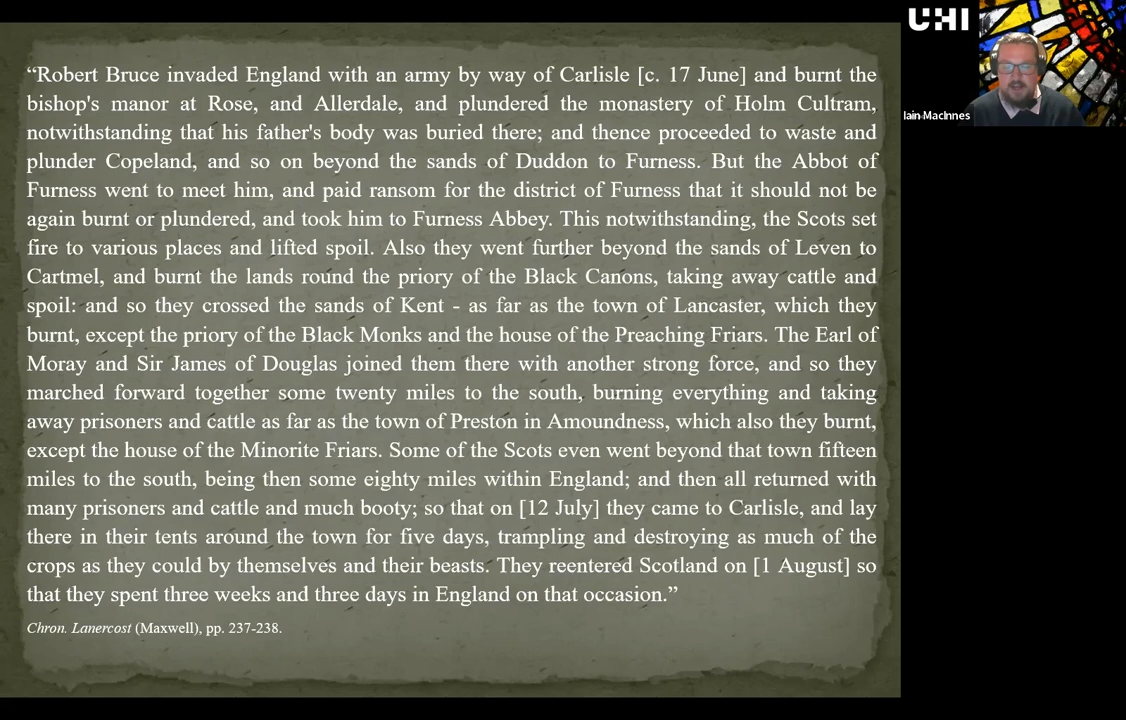 “Robert Bruce invaded England with an army by way of Carlisle [c. 17 June] and burnt the
bishop's manor at Rose, and Allerdale, and plundered the monastery of Holm Cultram,
notwithstanding that his father's body was buried there; and thence proceeded to waste and
plunder Copeland, and so on beyond the sands of Duddon to Furness. But the Abbot of
Furness went to meet him, and paid ransom for the district of Furness that it should not be
again burnt or plundered, and took him to Furness Abbey. This notwithstanding, the Scots set
fire to various places and lifted spoil. Also they went further beyond the sands of Leven to
Cartmel, and burnt the lands round the priory of the Black Canons, taking away cattle and
spoil: and so they crossed the sands of Kent - as far as the town of Lancaster, which they
burnt, except the priory of the Black Monks and the house of the Preaching Friars. The Earl of
Moray and Sir James of Douglas joined them there with another strong force, and so they
marched forward together some twenty miles to the south, burning everything and taking
away prisoners and cattle as far as the town of Preston in Amoundness, which also they burnt,
except the house of the Minorite Friars. Some of the Scots even went beyond that town fifteen
miles to the south, being then some eighty miles within England; and then all returned with
many prisoners and cattle and much booty; so that on [12 July] they came to Carlisle, and lay
there in their tents around the town for five days, trampling and destroying as much of the
crops as they could by themselves and their beasts. They reentered Scotland on [1 August] so
that they spent three weeks and three days in England on that occasion.”
Chron. Lanercost (Maxwell), pp. 237-238.
UHI
Iain MacInnes